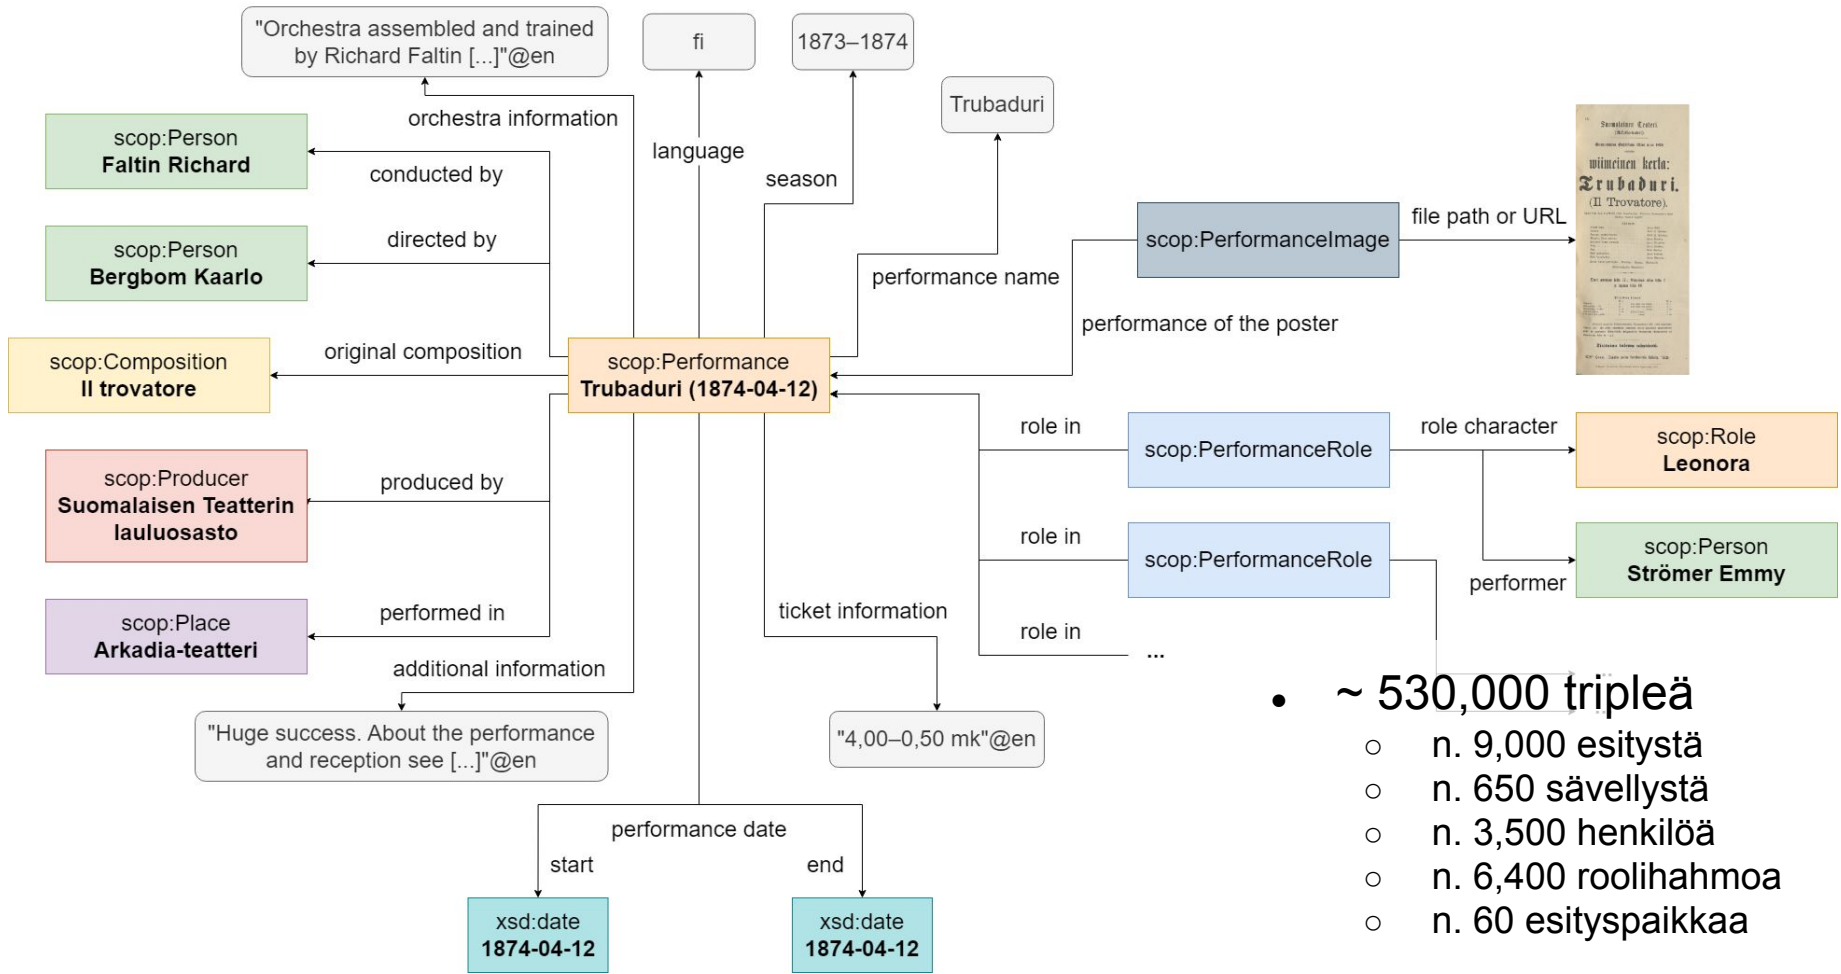 "Orchestra assembled and trained
by Richard Faltin [...]"@en
fi
1873–1874
Trubaduri
orchestra information
language
season
performance name
scop:Person
Faltin Richard
conducted by
scop:Person
Bergbom Kaarlo
directed by
scop:Composition
Il trovatore
original composition
scop:Performance
Trubaduri (1874-04-12)
scop:PerformanceImage
file path or URL
performance of the poster
Suomalainen Teateri
wiimeinen kerta:
Trubaduri.
(Il Trovatore).
scop:Producer
Suomalaisen Teatterin
lauluosasto
produced by
scop:Place
Arkadia-teatteri
performed in
role in
scop:PerformanceRole
role character
scop:Role
Leonora
role in
scop:PerformanceRole
performer
scop:Person
Strömer Emmy
role in
...
ticket information
"4,00–0,50 mk"@en
additional information
"Huge success. About the performance
and reception see [...]"@en
performance date
start
end
xsd:date
1874-04-12
xsd:date
1874-04-12
● ~ 530,000 tripleä
○ n. 9,000 esitystä
○ n. 650 sävellystä
○ n. 3,500 henkilöä
○ n. 6,400 roolihahmoa
○ n. 60 esityspaikkaa